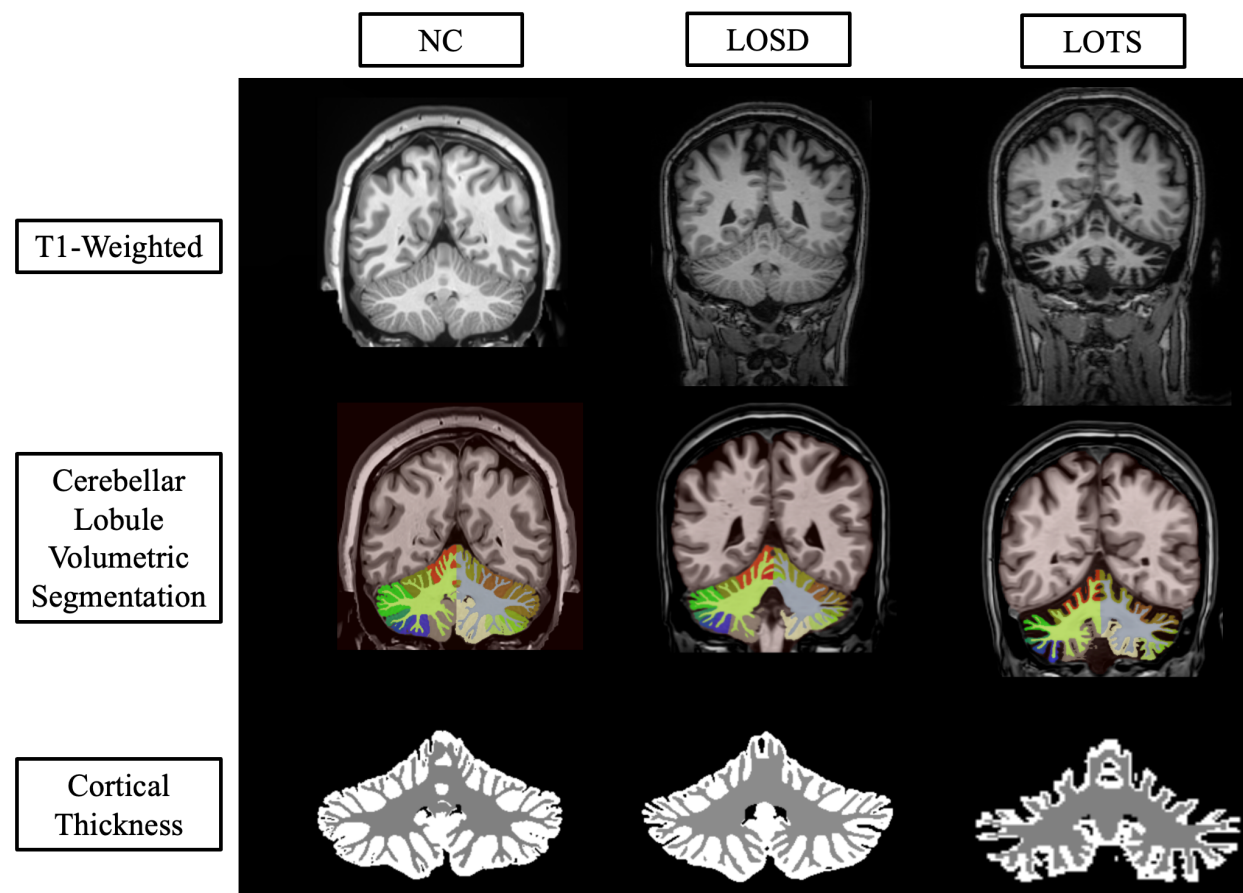 NC
LOSD
LOTS
T1-Weighted
Cerebellar
Lobule
Volumetric
Segmentation
Cortical
Thickness